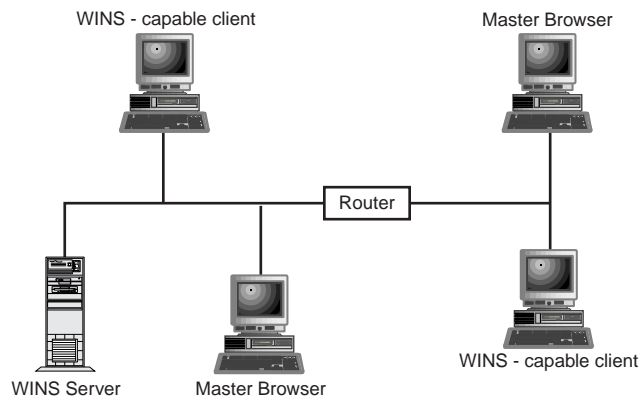 WINS - capable client
Master Browser
Router
WINS - capable client
WINS Server
Master Browser